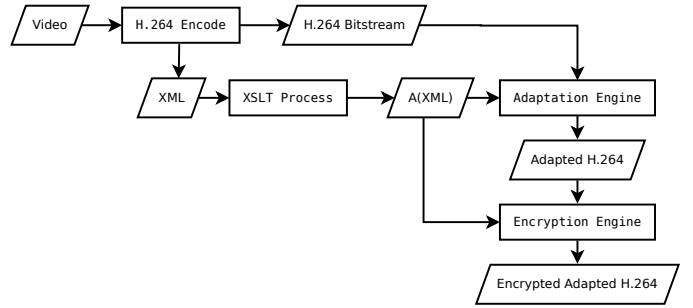 Video
H.264 Encode
H.264 Bitstream
XML
XSLT Process
A(XML)
Adaptation Engine
Adapted H.264
Encryption Engine
Encrypted Adapted H.264